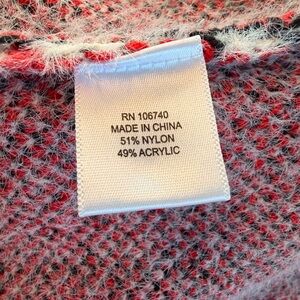 RN 106740
MADE IN CHINA
51% NYLON
49% ACRYLIC